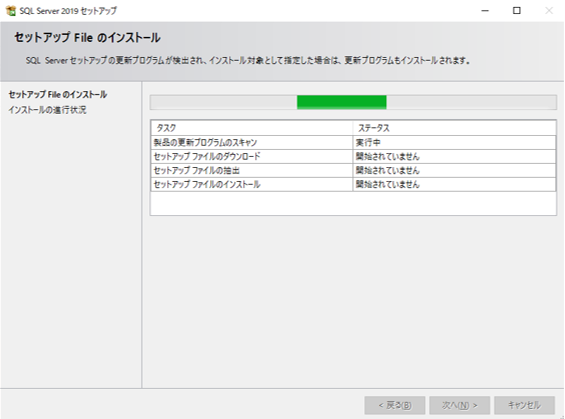 SQL Server 2019 セットアップ
セットアップ File のインストール
SQL Server セットアップの更新プログラムが検出され、インストール対象として指定した場合は、更新プログラムもインストールされます。
セットアップ File のインストール
インストールの進行状況
タスク ステータス
製品の更新プログラムのスキャン 実行中
セットアップ ファイルのダウンロード 開始されていません
セットアップ ファイルの抽出 開始されていません
セットアップ ファイルのインストール 開始されていません
< 戻る(B) 次へ(N) > キャンセル